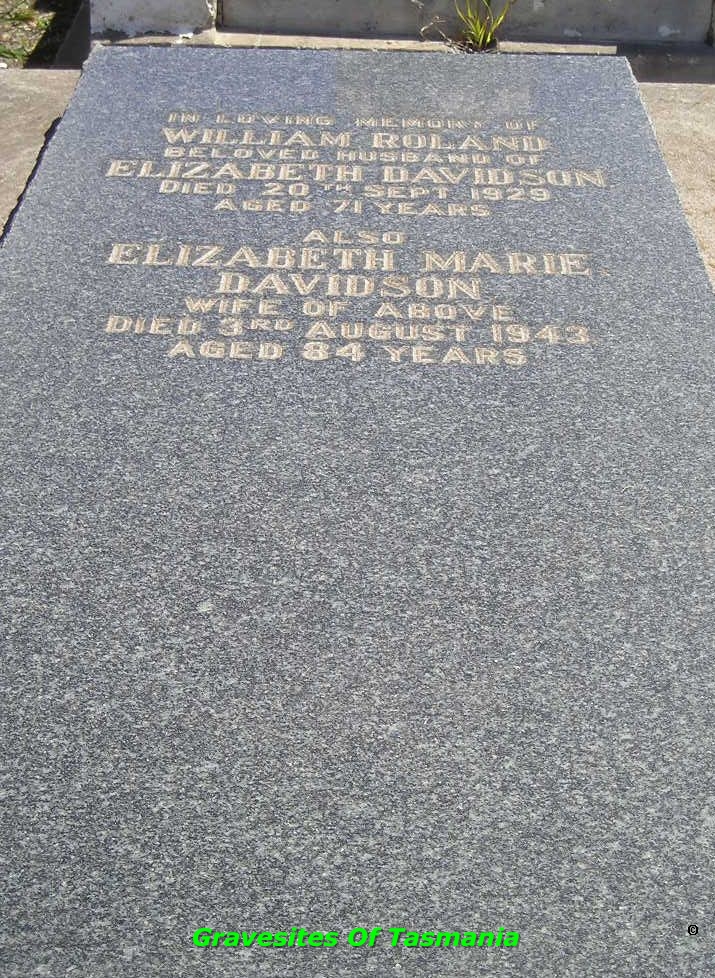 IN LOVING MEMORY OF
WILLIAM ROLAND
BELOVED HUSBAND OF
ELIZABETH DAVIDSON
DIED 20TH SEPT 1929
AGED 71 YEARS
ALSO
ELIZABETH MARIE
DAVIDSON
WIFE OF ABOVE
DIED 3RD AUGUST 1943
AGED 84 YEARS
Gravesites Of Tasmania
©